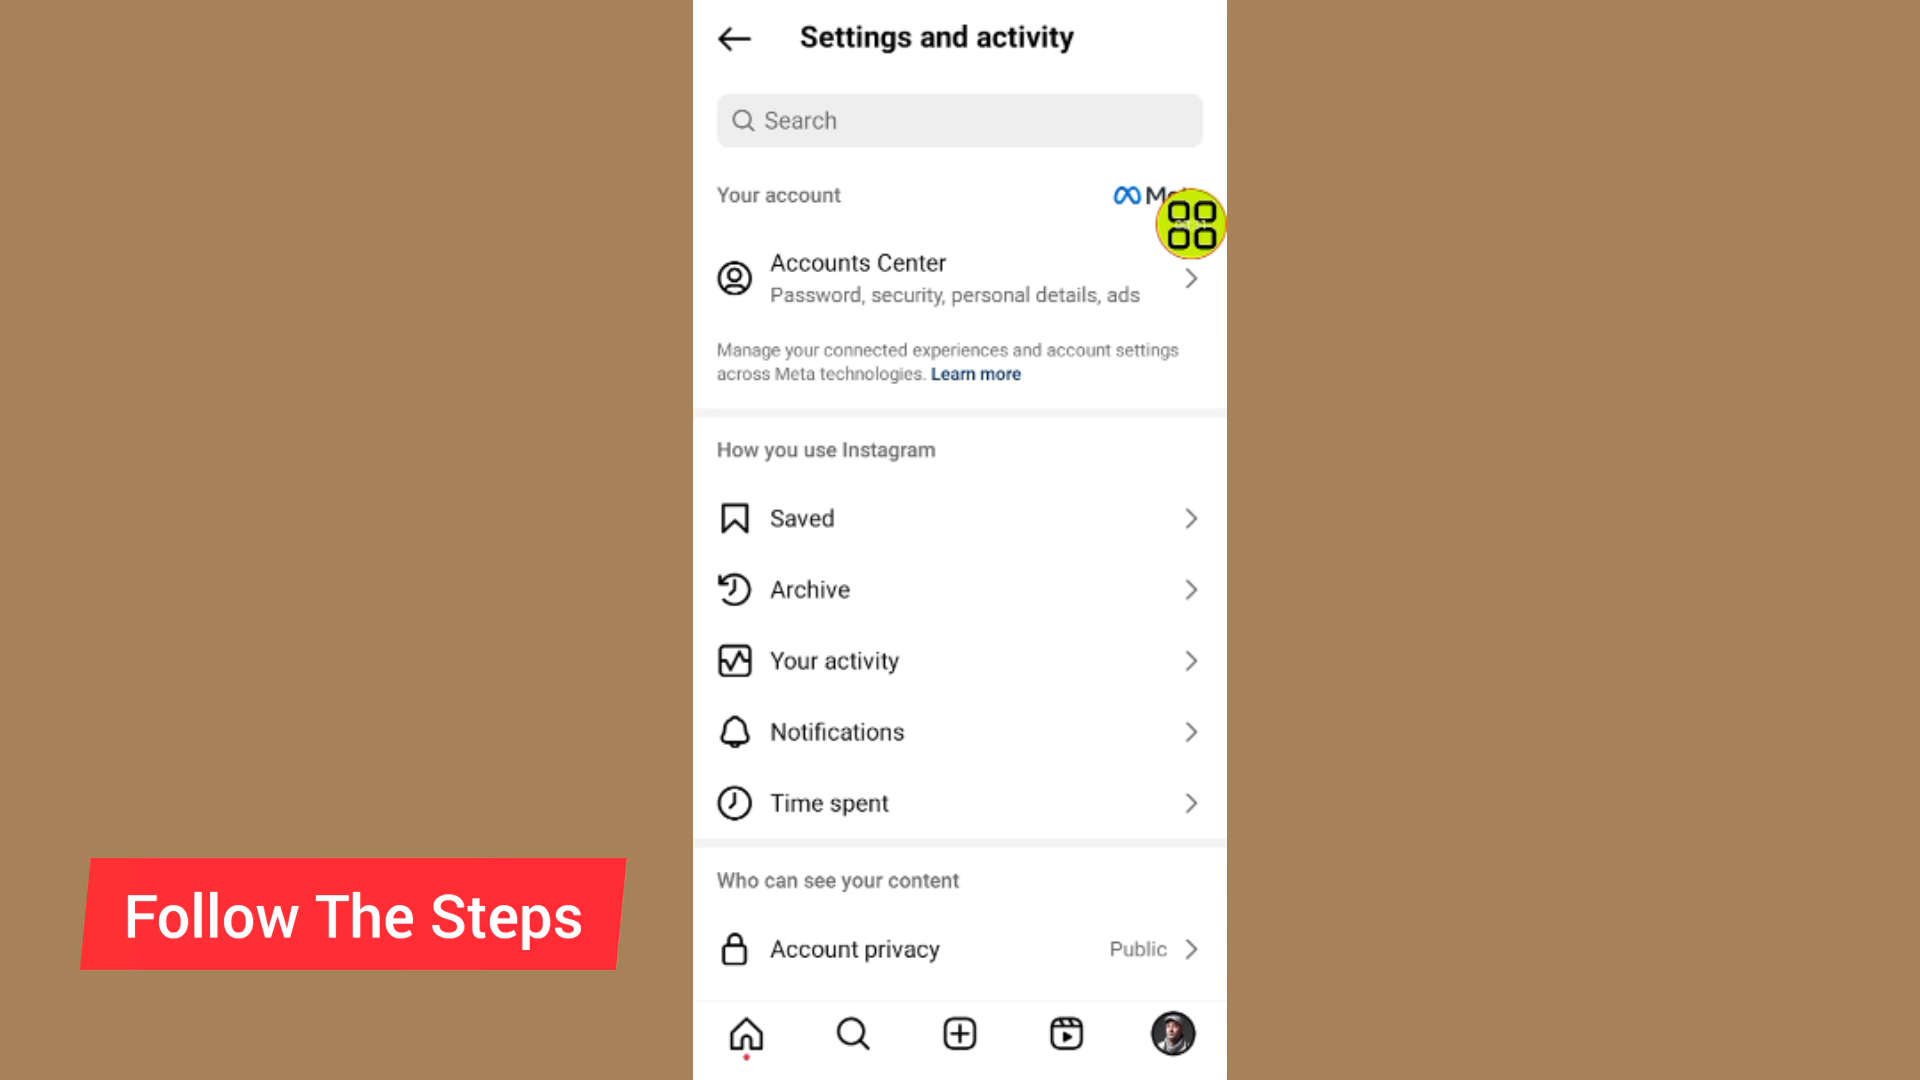 Settings and activity
Search
Your account
Accounts Center
Password, security, personal details, ads
Manage your connected experiences and account settings
across Meta technologies. Learn more
How you use Instagram
Saved
Archive
Your activity
Notifications
Time spent
Who can see your content
Account privacy
Public
Follow The Steps